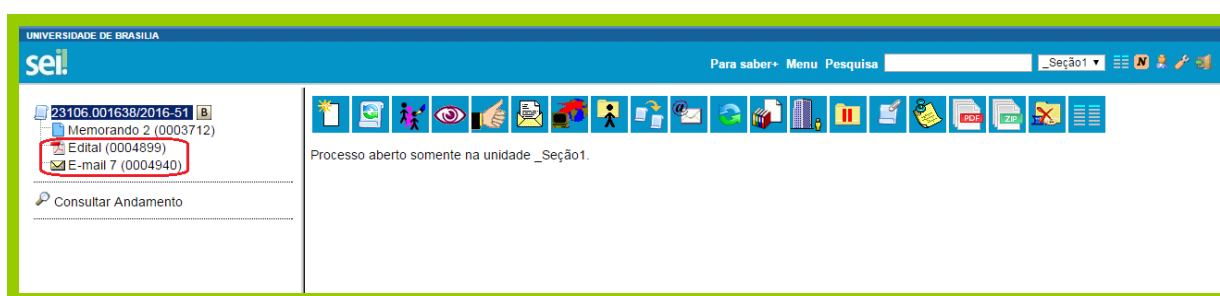 UNIVERSIDADE DE BRASILIA
sei!
Para saber+ Menu Pesquisa
_Seção1
N
23106.001638/2016-51 B
Memorando 2 (0003712)
Edital (0004899)
E-mail 7 (0004940)
Consultar Andamento
PDF
ZIP
Processo aberto somente na unidade _Seção1.